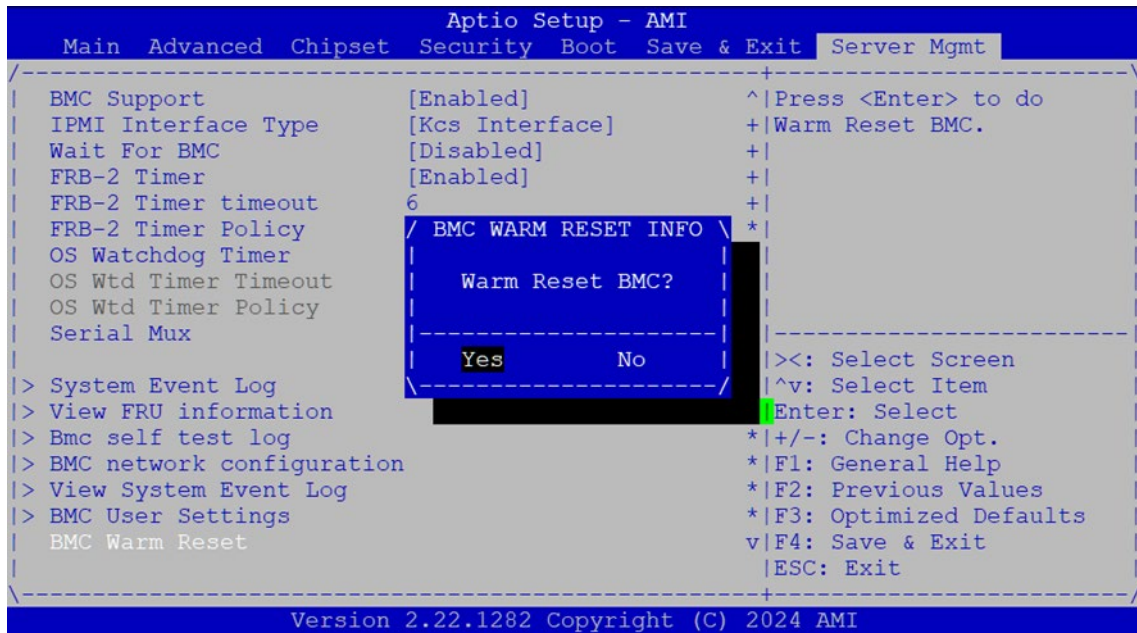 Aptio Setup - AMI
Main Advanced Chipset Security Boot Save & Exit Server Mgmt
/----------------------------------------------------+-------------------------\
| BMC Support [Enabled] ^|Press <Enter> to do |
| IPMI Interface Type [Kcs Interface] +|Warm Reset BMC. |
| Wait For BMC [Disabled] +| |
| FRB-2 Timer [Enabled] +| |
| FRB-2 Timer timeout 6 +| |
| FRB-2 Timer Policy / BMC WARM RESET INFO \ *| |
| OS Watchdog Timer | | | |
| OS Wtd Timer Timeout | Warm Reset BMC? | | |
| OS Wtd Timer Policy | | | |
| Serial Mux |---------------------| |-------------------------|
| | Yes No | |><: Select Screen |
|> System Event Log \---------------------/ |^v: Select Item |
|> View FRU information |Enter: Select |
|> Bmc self test log *|+/-: Change Opt. |
|> BMC network configuration *|F1: General Help |
|> View System Event Log *|F2: Previous Values |
|> BMC User Settings *|F3: Optimized Defaults |
| BMC Warm Reset v|F4: Save & Exit |
| |ESC: Exit |
\----------------------------------------------------+-------------------------/
Version 2.22.1282 Copyright (C) 2024 AMI